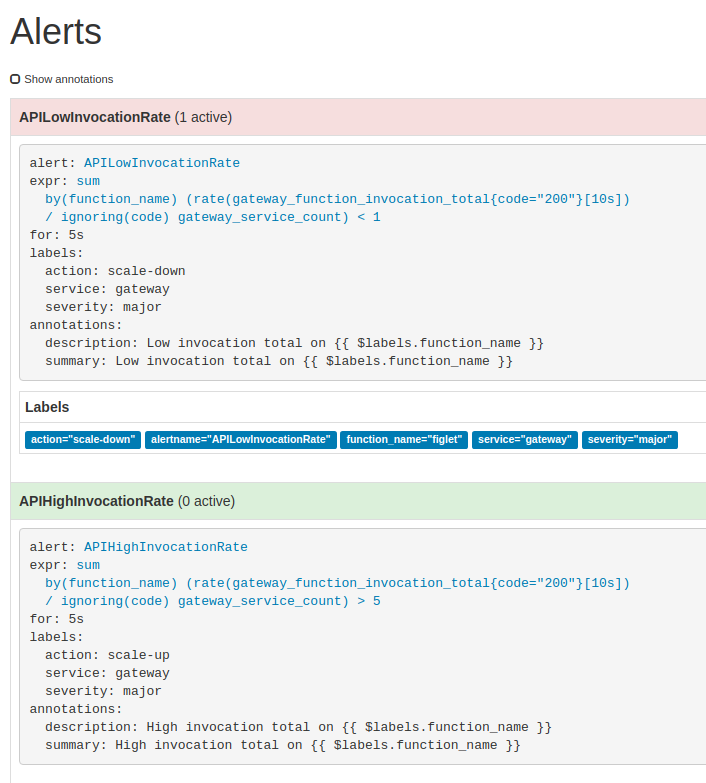 Alerts
Show annotations
APILowInvocationRate (1 active)
alert: APILowInvocationRate
expr: sum
  by(function_name) (rate(gateway_function_invocation_total{code="200"}[10s])
  / ignoring(code) gateway_service_count) < 1
for: 5s
labels:
  action: scale-down
  service: gateway
  severity: major
annotations:
  description: Low invocation total on {{ $labels.function_name }}
  summary: Low invocation total on {{ $labels.function_name }}
Labels
action="scale-down" alertname="APILowInvocationRate" function_name="figlet" service="gateway" severity="major"
APIHighInvocationRate (0 active)
alert: APIHighInvocationRate
expr: sum
  by(function_name) (rate(gateway_function_invocation_total{code="200"}[10s])
  / ignoring(code) gateway_service_count) > 5
for: 5s
labels:
  action: scale-up
  service: gateway
  severity: major
annotations:
  description: High invocation total on {{ $labels.function_name }}
  summary: High invocation total on {{ $labels.function_name }}